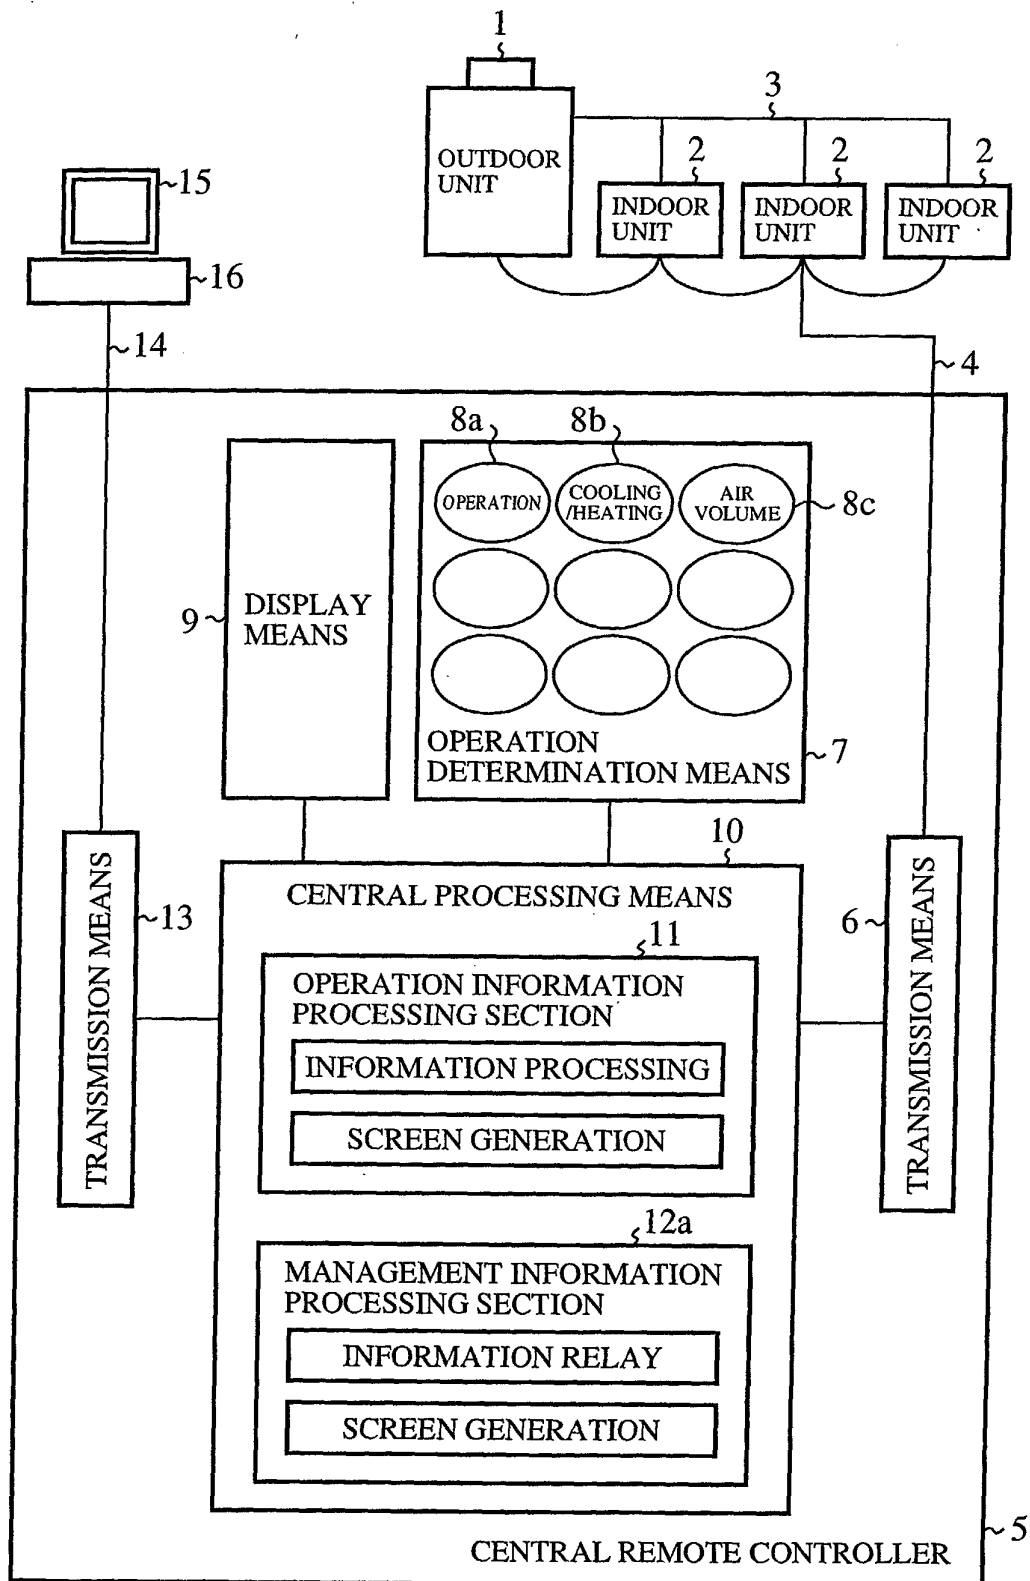 1
3
OUTDOOR
UNIT
2
2
2
INDOOR
UNIT
INDOOR
UNIT
INDOOR
UNIT
15
16
14
4
8a
8b
OPERATION
COOLING
/HEATING
AIR
VOLUME
8c
9
DISPLAY
MEANS
OPERATION
DETERMINATION MEANS
7
10
CENTRAL PROCESSING MEANS
TRANSMISSION MEANS
13
6
TRANSMISSION MEANS
11
OPERATION INFORMATION
PROCESSING SECTION
INFORMATION PROCESSING
SCREEN GENERATION
12a
MANAGEMENT INFORMATION
PROCESSING SECTION
INFORMATION RELAY
SCREEN GENERATION
5
CENTRAL REMOTE CONTROLLER